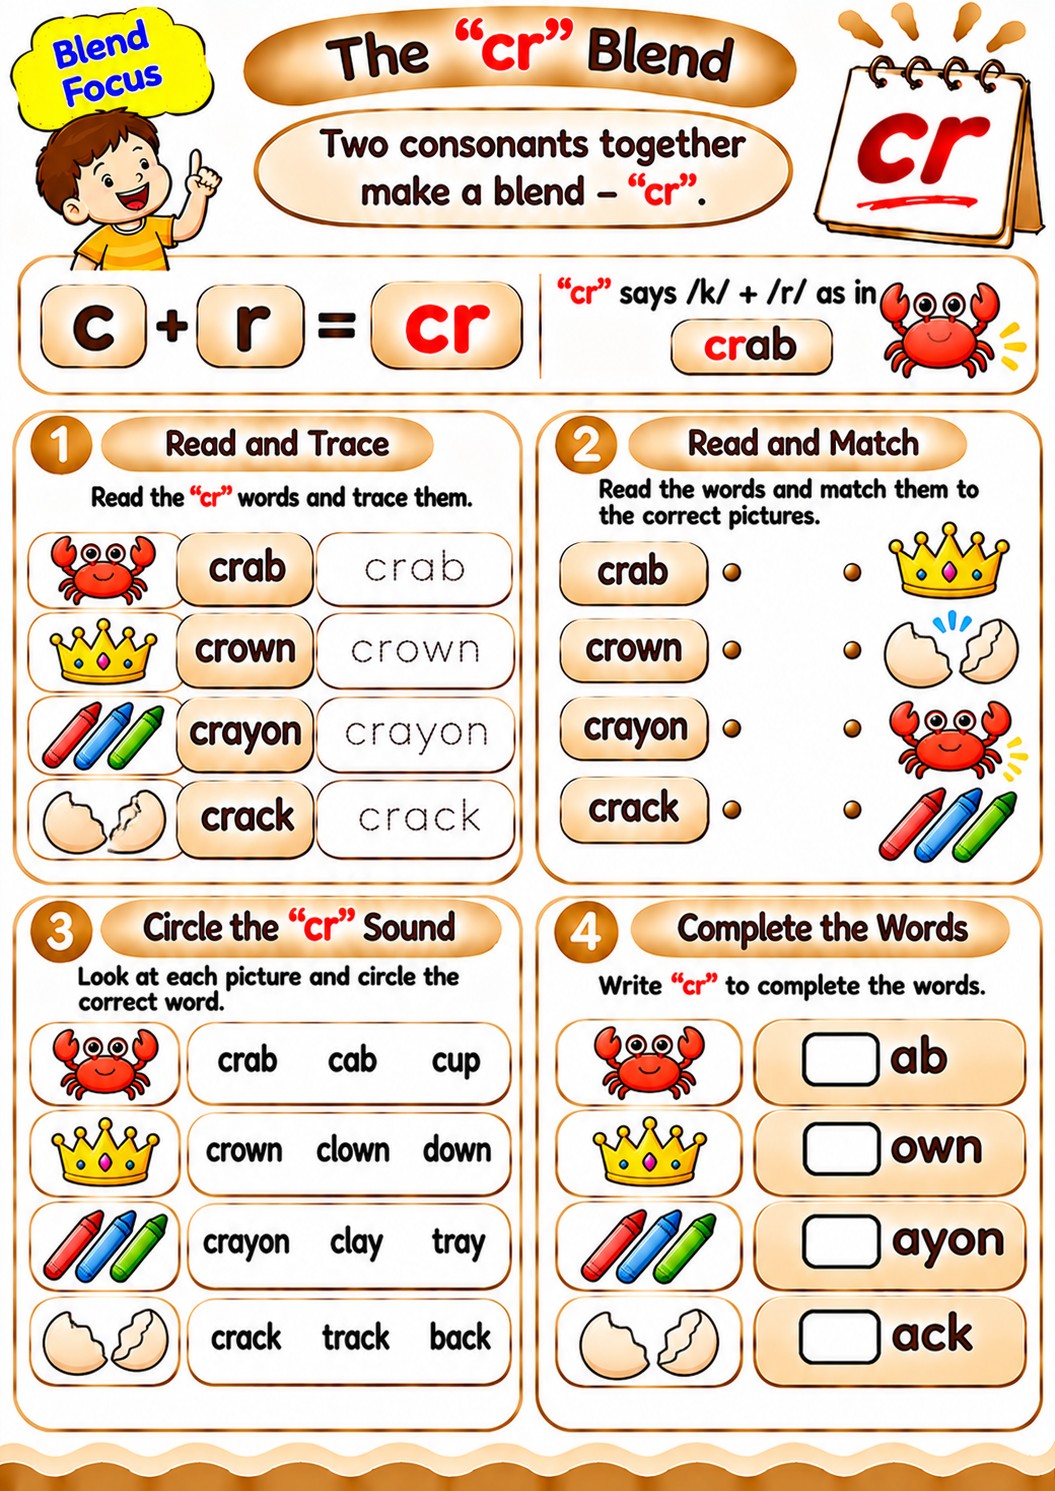 Blend
Focus
The “cr” Blend
Two consonants together
make a blend – “cr”.
cr
c + r = cr
“cr” says /k/ + /r/ as in
crab
1 Read and Trace
Read the “cr” words and trace them.
crab crab
crown crown
crayon crayon
crack crack
2 Read and Match
Read the words and match them to
the correct pictures.
crab
crown
crayon
crack
3 Circle the “cr” Sound
Look at each picture and circle the
correct word.
crab cab cup
crown clown down
crayon clay tray
crack track back
4 Complete the Words
Write “cr” to complete the words.
ab
own
ayon
ack